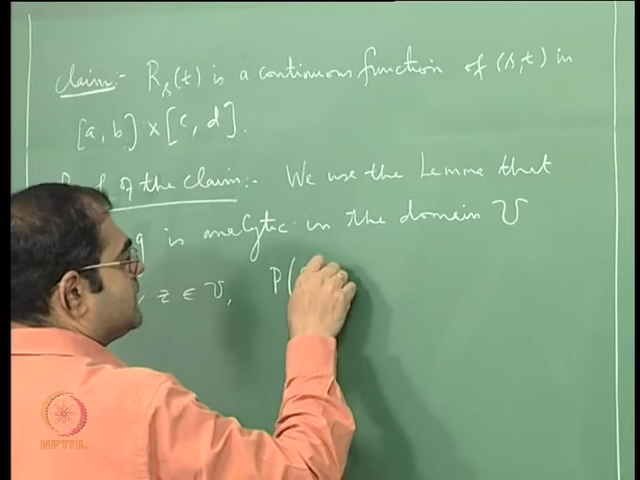 Claim:- R_s(t) is a continuous function of (s,t) in
[a, b] × [c, d].
of the claim:- We use the Lemma that
g is analytic in the domain U
, z ∈ U, P(
NPTEL